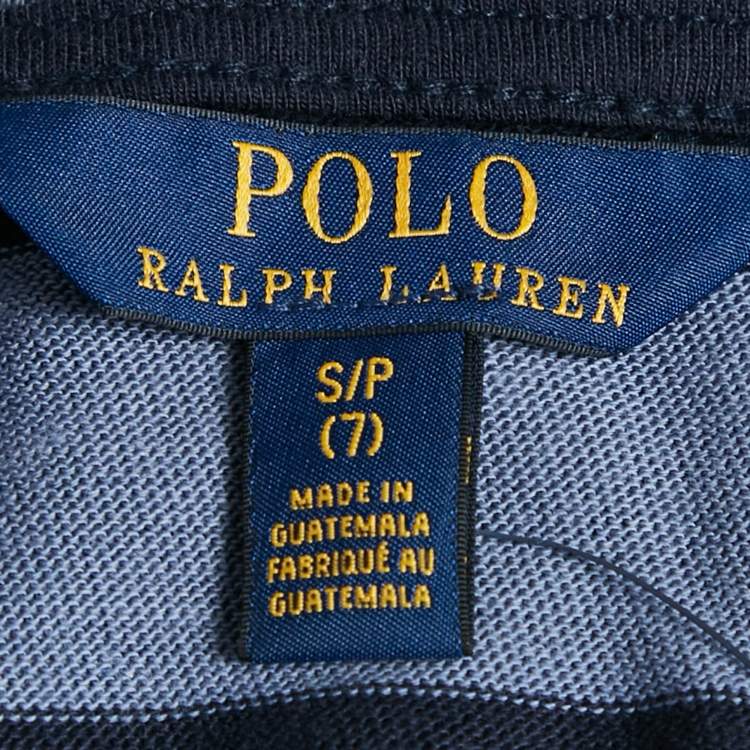 POLO
RALPH LAUREN
S/P
(7)
MADE IN
GUATEMALA
FABRIQUÉ AU
GUATEMALA